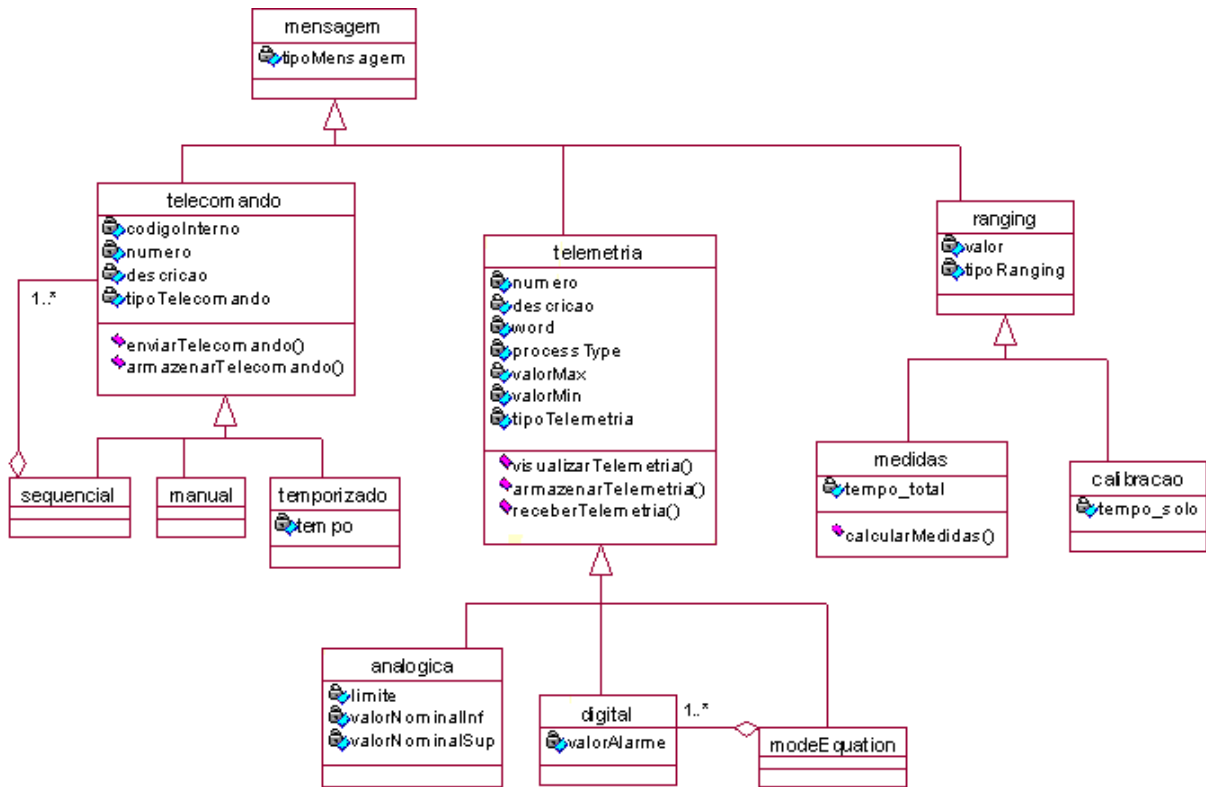 mensagem
tipoMensagem
telecomando
codigoInterno
numero
descricao
tipoTelecomando
enviarTelecomando()
armazenarTelecomando()
1..*
sequencial
manual
temporizado
tempo
telemetria
numero
descricao
word
processType
valorMax
valorMin
tipoTelemetria
visualizarTelemetria()
armazenarTelemetria()
receberTelemetria()
ranging
valor
tipoRanging
medidas
tempo_total
calcularMedidas()
calibracao
tempo_solo
analogica
limite
valorNominalInf
valorNominalSup
digital
valorAlarme
1..*
modeEquation